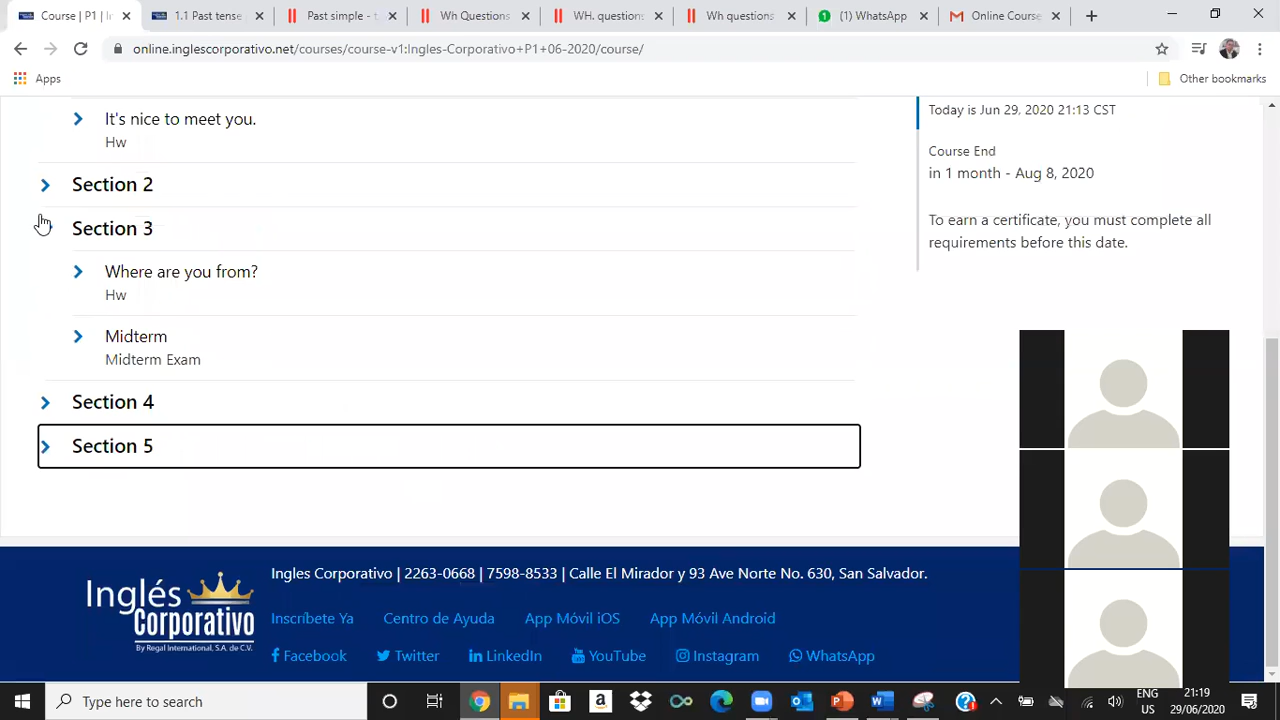 Course | P1 | In
1.1 Past tense
Past simple - t
Wh Questions
WH. questions
Wh questions
(1) WhatsApp
Online Course
online.inglescorporativo.net/courses/course-v1:Ingles-Corporativo+P1+06-2020/course/
Apps
Other bookmarks
It's nice to meet you.
Hw
Section 2
Section 3
Where are you from?
Hw
Midterm
Midterm Exam
Section 4
Section 5
Today is Jun 29, 2020 21:13 CST
Course End
in 1 month - Aug 8, 2020
To earn a certificate, you must complete all
requirements before this date.
Inglés
Corporativo
By Regal International, S.A. de C.V.
Ingles Corporativo | 2263-0668 | 7598-8533 | Calle El Mirador y 93 Ave Norte No. 630, San Salvador.
Inscríbete Ya Centro de Ayuda App Móvil iOS App Móvil Android
Facebook Twitter LinkedIn YouTube Instagram WhatsApp
Type here to search
ENG
US
21:19
29/06/2020